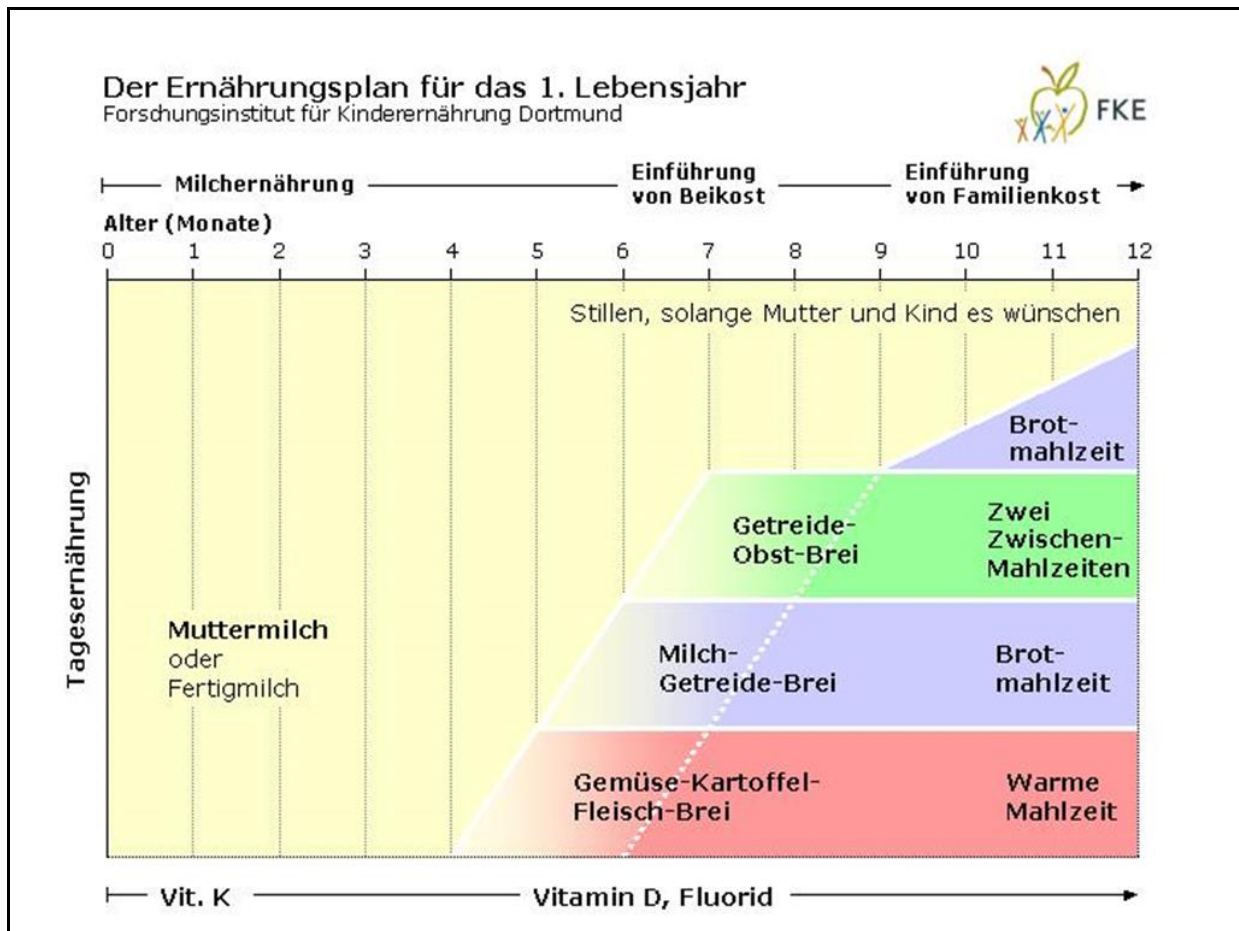 Der Ernährungsplan für das 1. Lebensjahr
Forschungsinstitut für Kinderernährung Dortmund
FKE
Milchernährung
Einführung
von Beikost
Einführung
von Familienkost
Alter (Monate)
0 1 2 3 4 5 6 7 8 9 10 11 12
Stillen, solange Mutter und Kind es wünschen
Brot-
mahlzeit
Getreide-
Obst-Brei
Zwei
Zwischen-
Mahlzeiten
Tagesernährung
Muttermilch
oder
Fertigmilch
Milch-
Getreide-Brei
Brot-
mahlzeit
Gemüse-Kartoffel-
Fleisch-Brei
Warme
Mahlzeit
Vit. K
Vitamin D, Fluorid